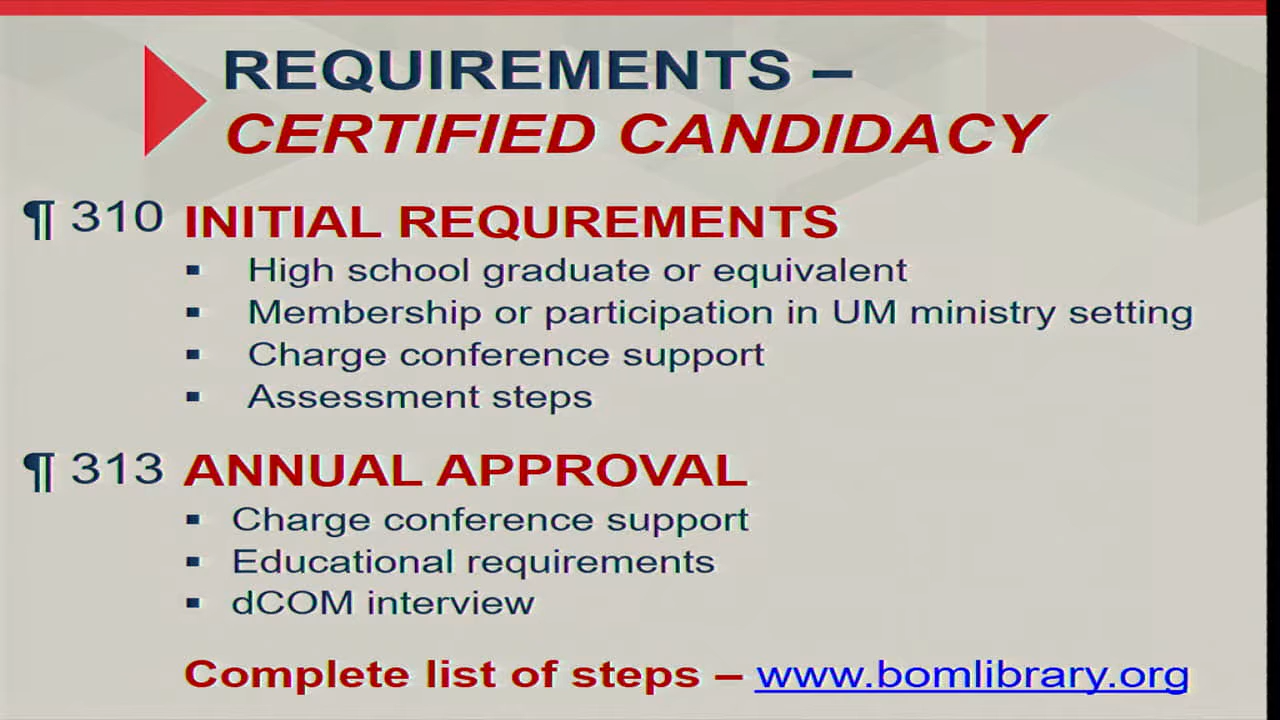 REQUIREMENTS –
CERTIFIED CANDIDACY
¶ 310 INITIAL REQUREMENTS
▪ High school graduate or equivalent
▪ Membership or participation in UM ministry setting
▪ Charge conference support
▪ Assessment steps
¶ 313 ANNUAL APPROVAL
▪ Charge conference support
▪ Educational requirements
▪ dCOM interview
Complete list of steps – www.bomlibrary.org